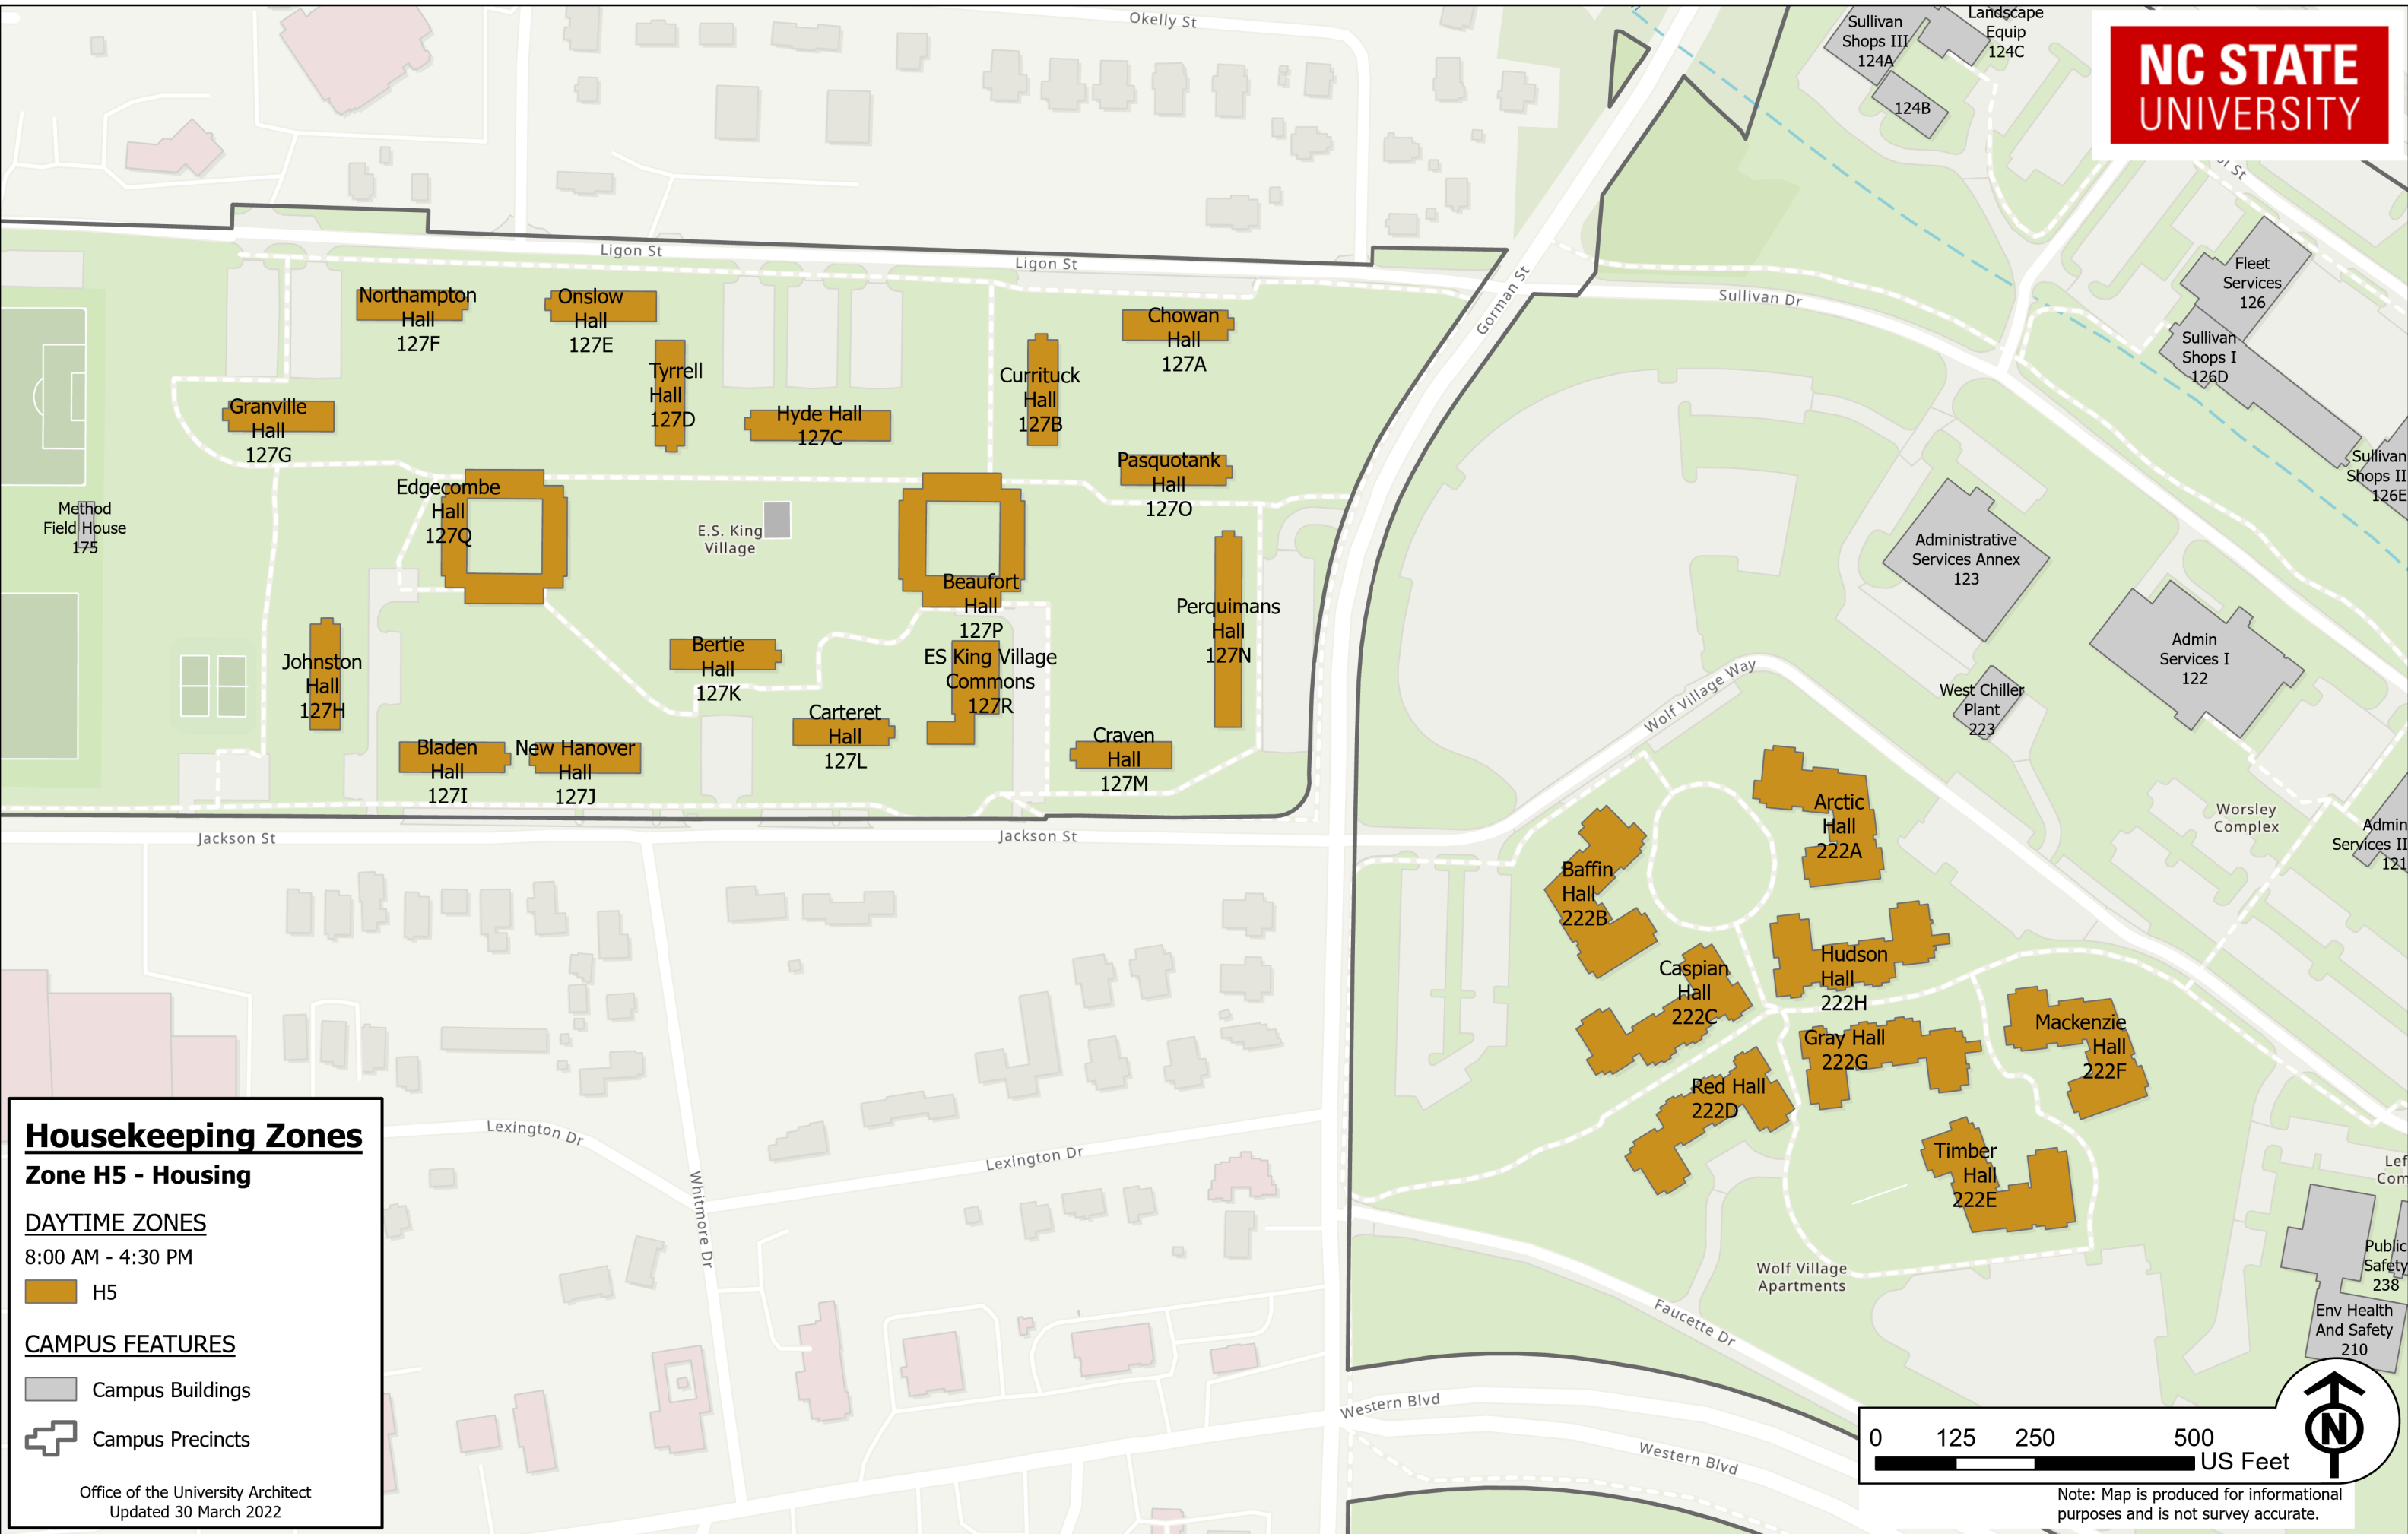 Okelly St
Sullivan
Shops III
124A
Landscape
Equip
124C
124B
NC STATE
UNIVERSITY
Ligon St
Ligon St
Gorman St
Sullivan Dr
Fleet
Services
126
Sullivan
Shops I
126D
Sullivan
Shops II
126E
Northampton
Hall
127F
Onslow
Hall
127E
Tyrrell
Hall
127D
Hyde Hall
127C
Currituck
Hall
127B
Chowan
Hall
127A
Granville
Hall
127G
Pasquotank
Hall
127O
Edgecombe
Hall
127Q
Method
Field House
175
E.S. King
Village
Beaufort
Hall
127P
Perquimans
Hall
127N
Administrative
Services Annex
123
Admin
Services I
122
West Chiller
Plant
223
Wolf Village Way
Johnston
Hall
127H
Bertie
Hall
127K
ES King Village
Commons
127R
Carteret
Hall
127L
Craven
Hall
127M
Bladen
Hall
127I
New Hanover
Hall
127J
Jackson St
Jackson St
Worsley
Complex
Admin
Services II
121
Arctic
Hall
222A
Baffin
Hall
222B
Caspian
Hall
222C
Hudson
Hall
222H
Gray Hall
222G
Mackenzie
Hall
222F
Red Hall
222D
Timber
Hall
222E
Wolf Village
Apartments
Lexington Dr
Lexington Dr
Whitmore Dr
Faucette Dr
Western Blvd
Western Blvd
Public
Safety
238
Env Health
And Safety
210
Housekeeping Zones
Zone H5 - Housing
DAYTIME ZONES
8:00 AM - 4:30 PM
H5
CAMPUS FEATURES
Campus Buildings
Campus Precincts
Office of the University Architect
Updated 30 March 2022
0 125 250 500
US Feet
N
Note: Map is produced for informational
purposes and is not survey accurate.